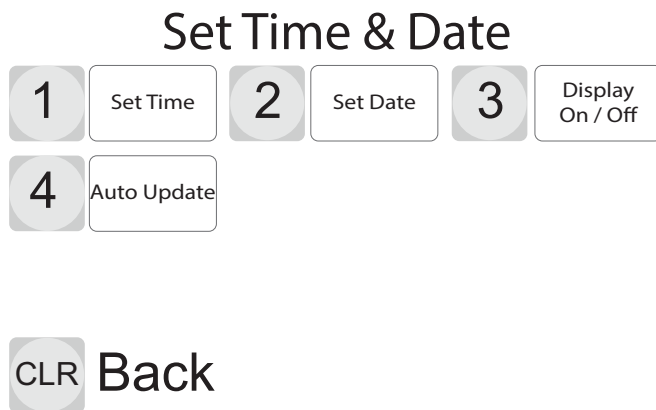 Set Time & Date
1 Set Time 2 Set Date 3 Display
On / Off
4 Auto Update
CLR Back